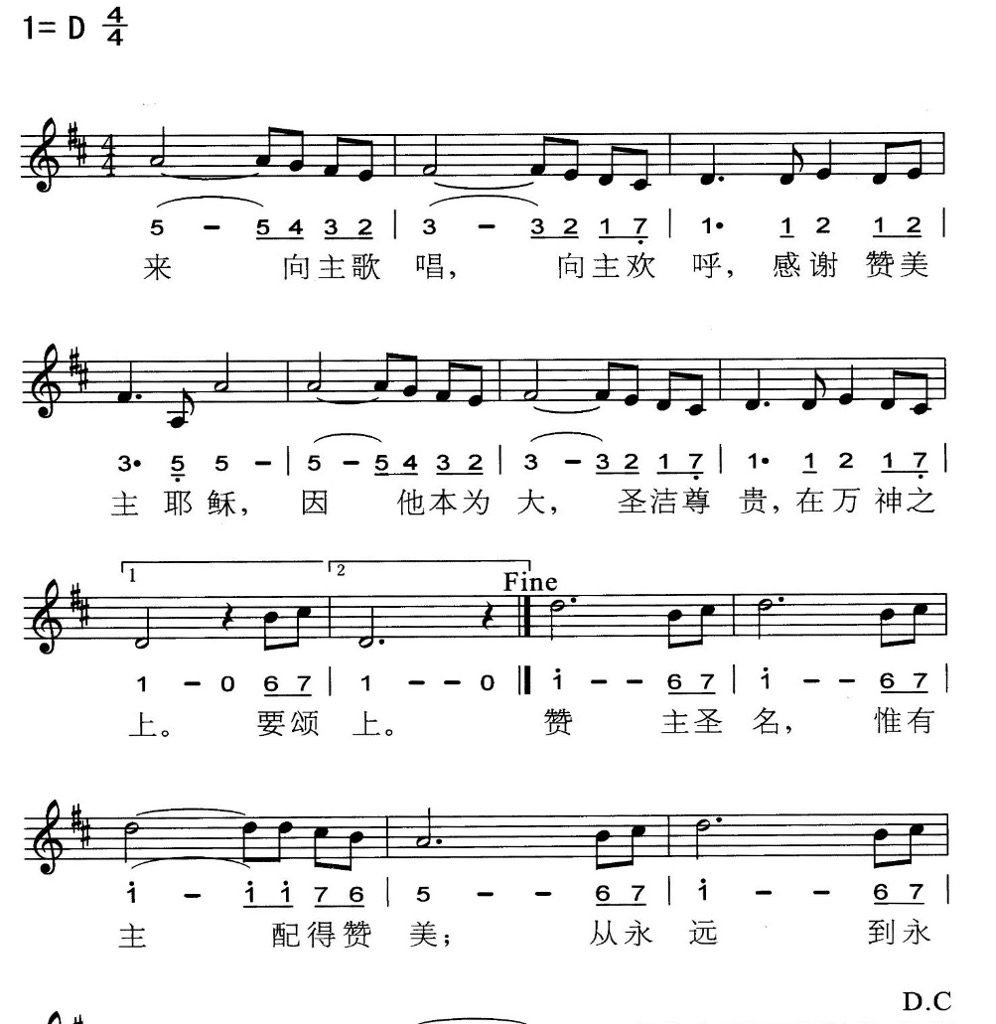 1= D 4/4
5 – 5 4 3 2 | 3 – 3 2 1 7̣ | 1• 1 2 1 2 |
来 向主歌 唱， 向主欢 呼，感谢 赞美
3• 5̣ 5 – | 5 – 5 4 3 2 | 3 – 3 2 1 7̣ | 1• 1 2 1 7̣ |
主 耶 稣， 因 他本为 大， 圣洁尊 贵，在万 神之
1 2 Fine
1 – 0 6 7 | 1 – – 0 ‖ i – – 6 7 | i – – 6 7 |
上。 要颂 上。 赞 主圣 名， 惟有
i – i i 7 6 | 5 – – 6 7 | i – – 6 7 |
主 配得赞 美； 从永 远 到永
D.C